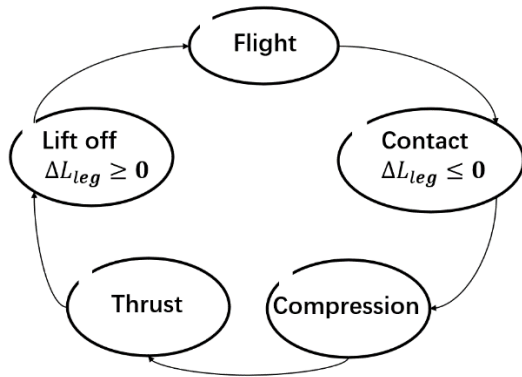 Flight
Lift off
ΔL_leg ≥ 0
Contact
ΔL_leg ≤ 0
Thrust
Compression